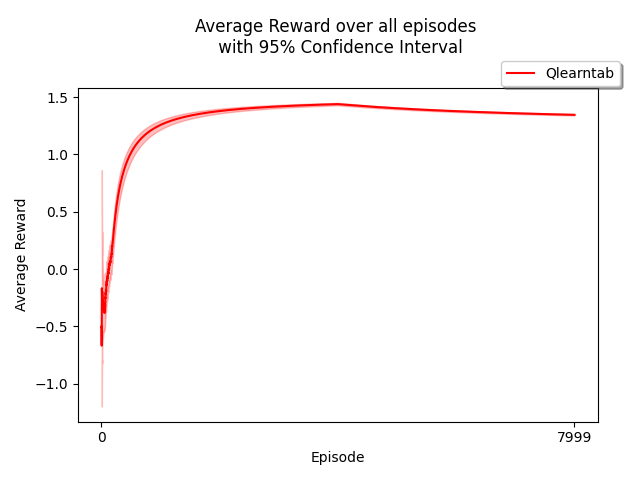 Average Reward over all episodes
with 95% Confidence Interval
Qlearntab
1.5
1.0
0.5
0.0
−0.5
−1.0
Average Reward
0
7999
Episode